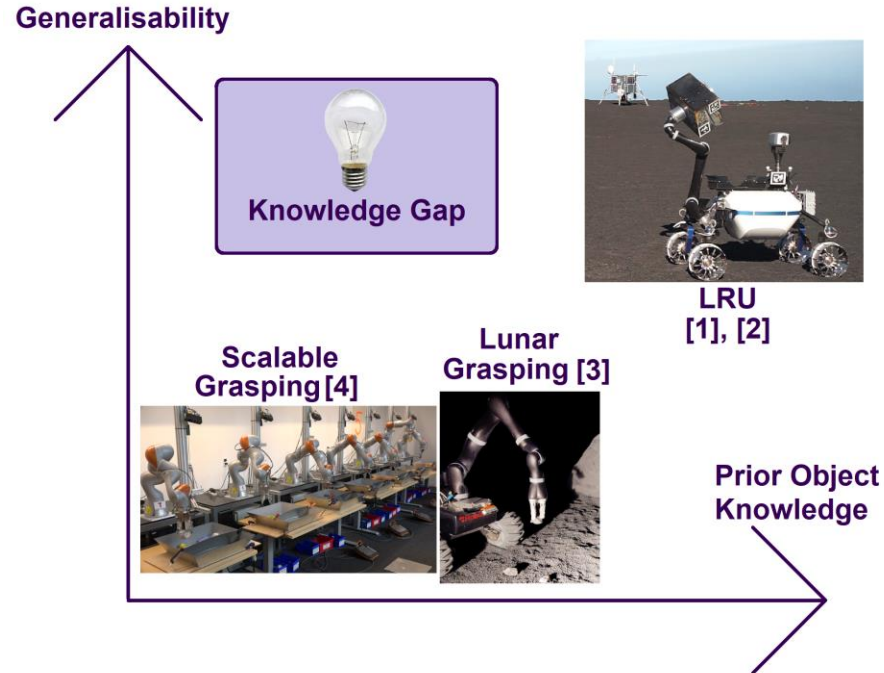 Generalisability
Knowledge Gap
LRU
[1], [2]
Scalable
Grasping[4]
Lunar
Grasping [3]
Prior Object
Knowledge